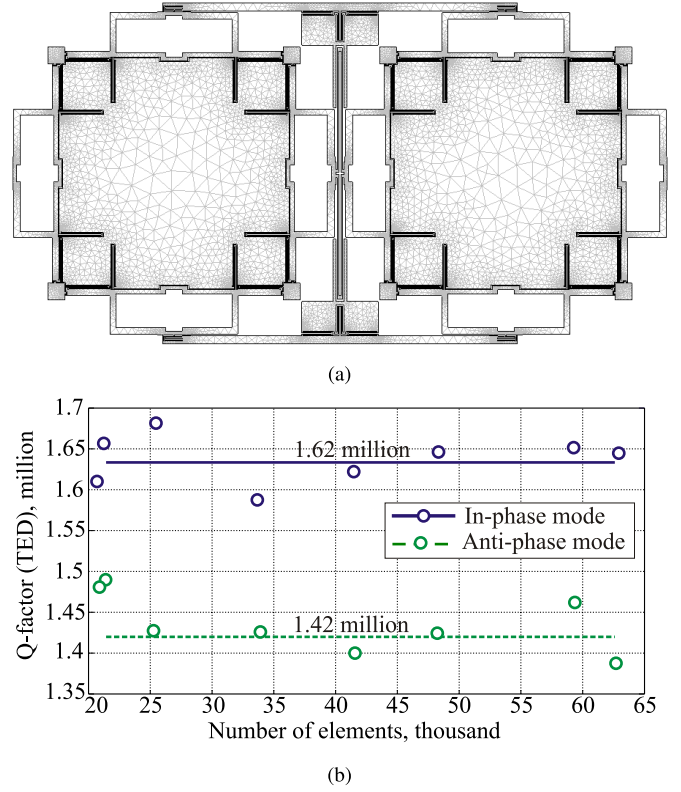 (a)
1.7
1.65
1.6
1.55
1.5
1.45
1.4
1.35
Q-factor (TED), million
1.62 million
In-phase mode
Anti-phase mode
1.42 million
20 25 30 35 40 45 50 55 60 65
Number of elements, thousand
(b)